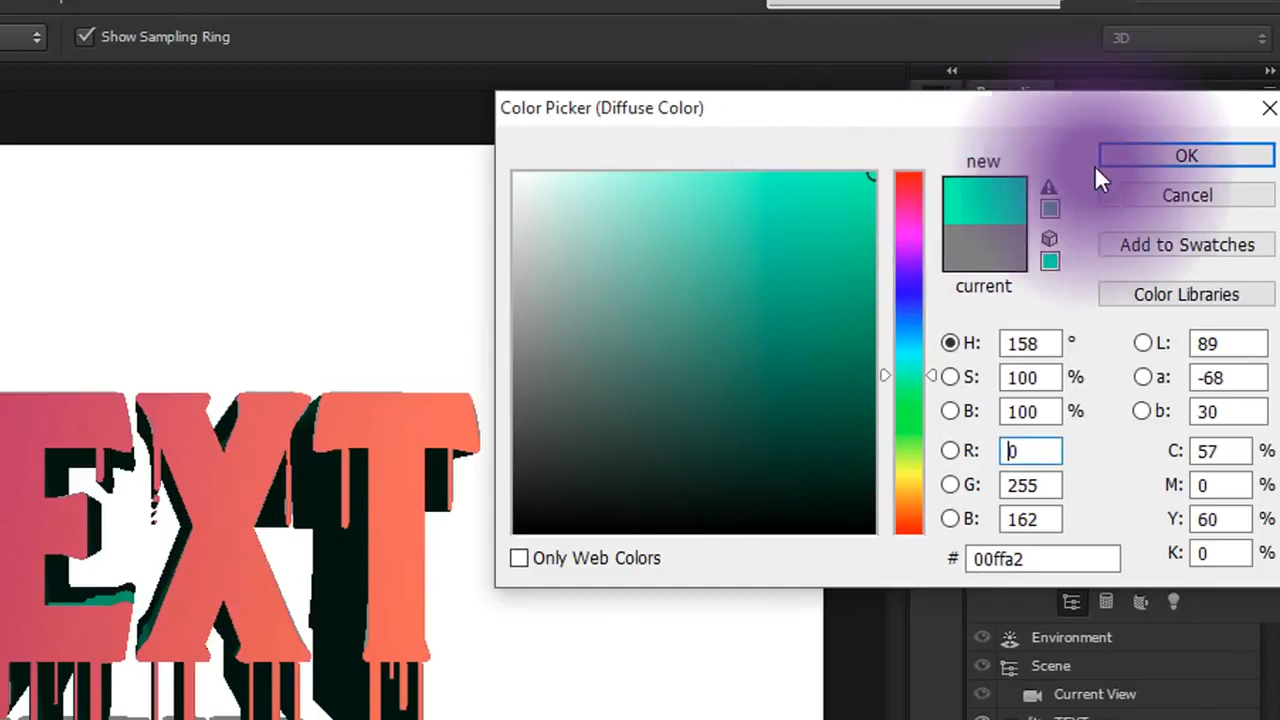 Show Sampling Ring
3D
Color Picker (Diffuse Color)
new
OK
Cancel
Add to Swatches
current
Color Libraries
H: 158 °
L: 89
S: 100 %
a: -68
B: 100 %
b: 30
R: 0
C: 57 %
G: 255
M: 0 %
B: 162
Y: 60 %
Only Web Colors
# 00ffa2
K: 0 %
EXT
Environment
Scene
Current View
TEXT